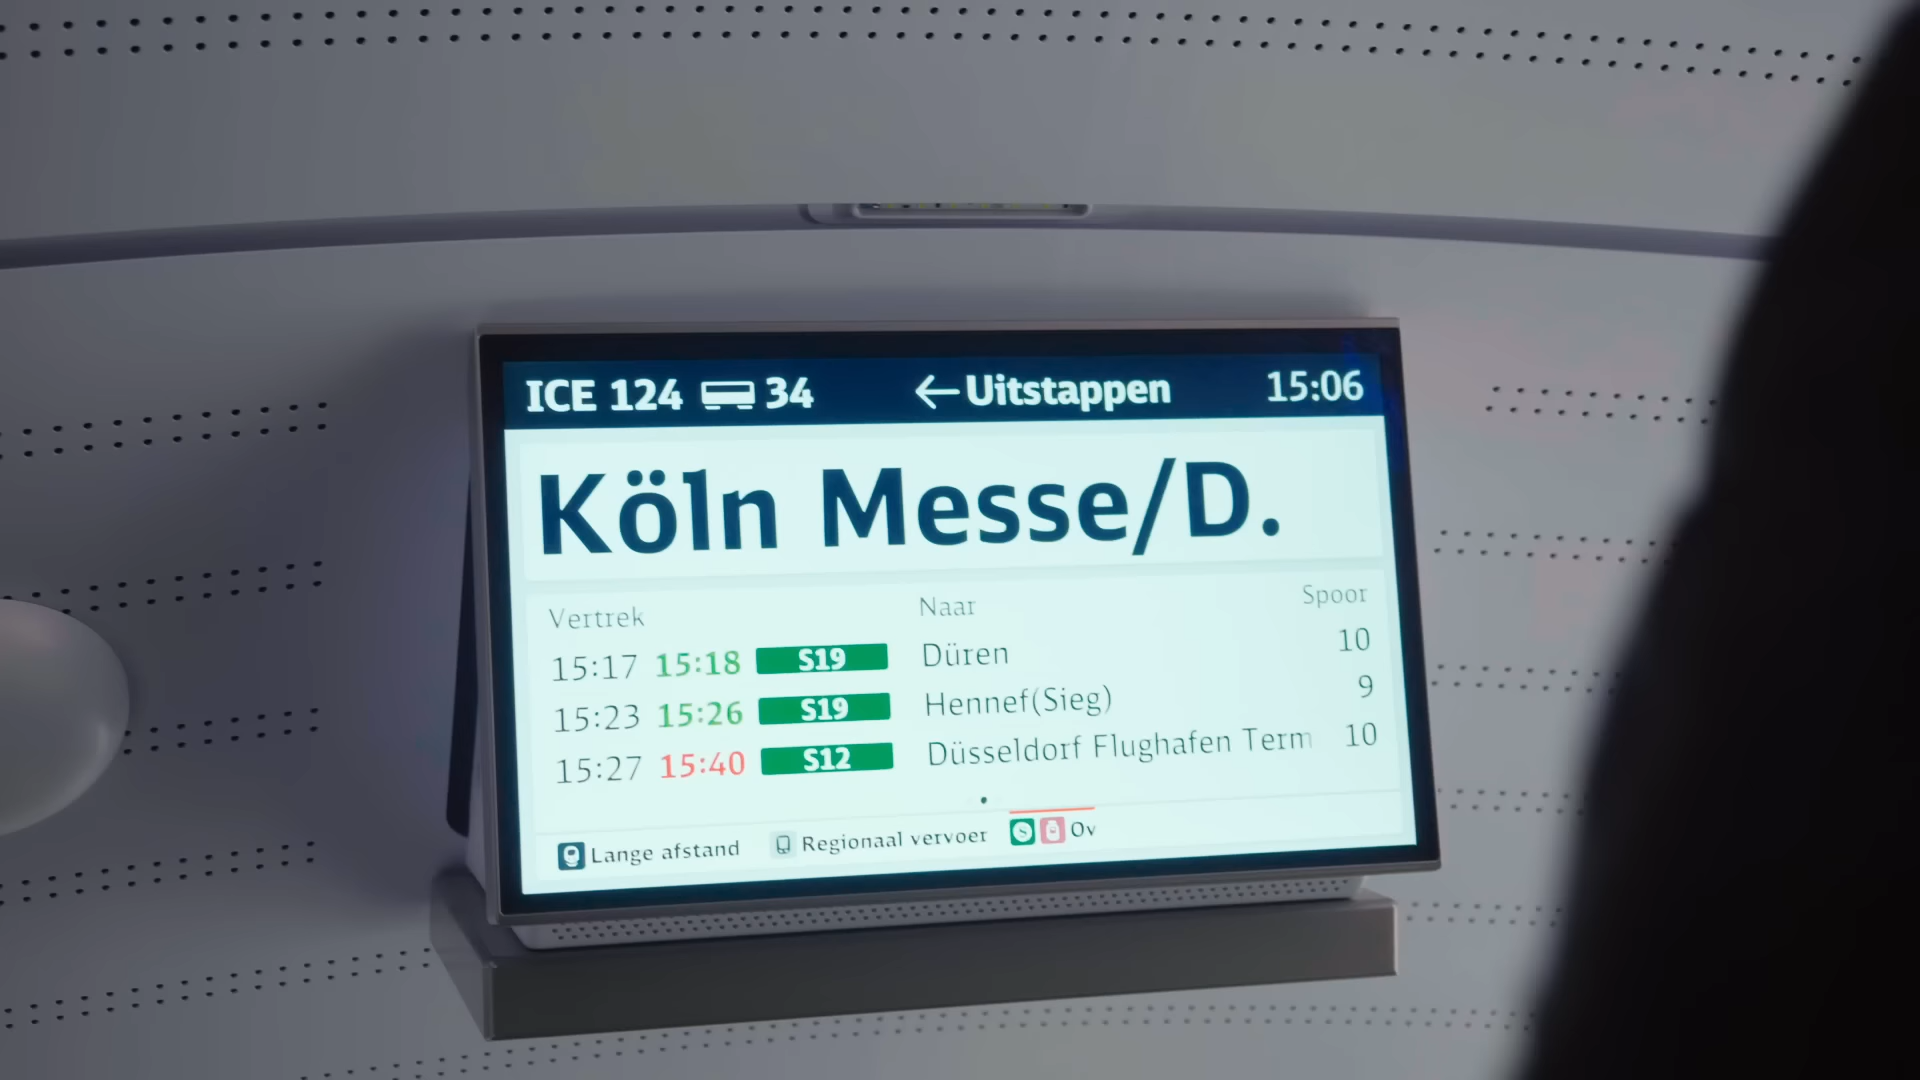 ICE 124 34 ←Uitstappen 15:06
Köln Messe/D.
Vertrek Naar Spoor
15:17 15:18 S19 Düren 10
15:23 15:26 S19 Hennef(Sieg) 9
15:27 15:40 S12 Düsseldorf Flughafen Term 10
Lange afstand Regionaal vervoer S Ov